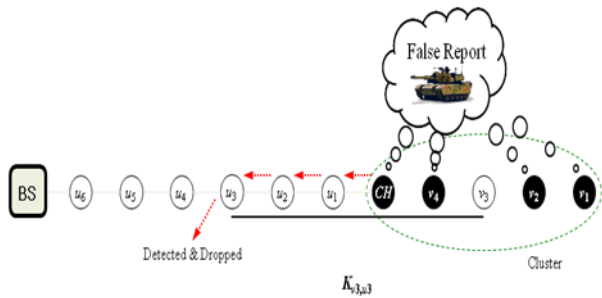 False Report
BS
u6 u5 u4 u3 u2 u1 CH v4 v3 v2 v1
Detected & Dropped
Cluster
Kv3,u3